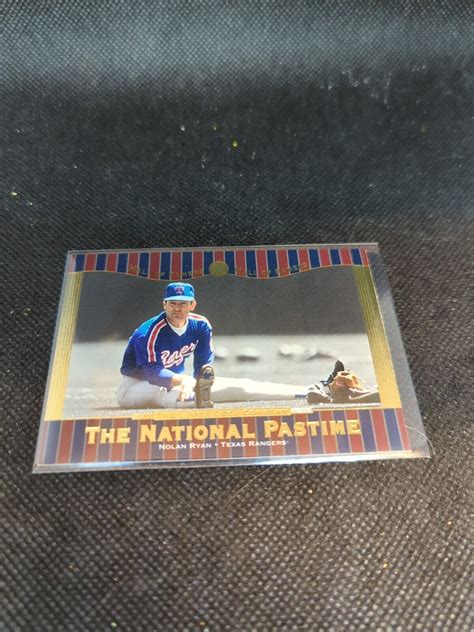 T
Rangers
THE NATIONAL PASTIME
NOLAN RYAN • TEXAS RANGERS